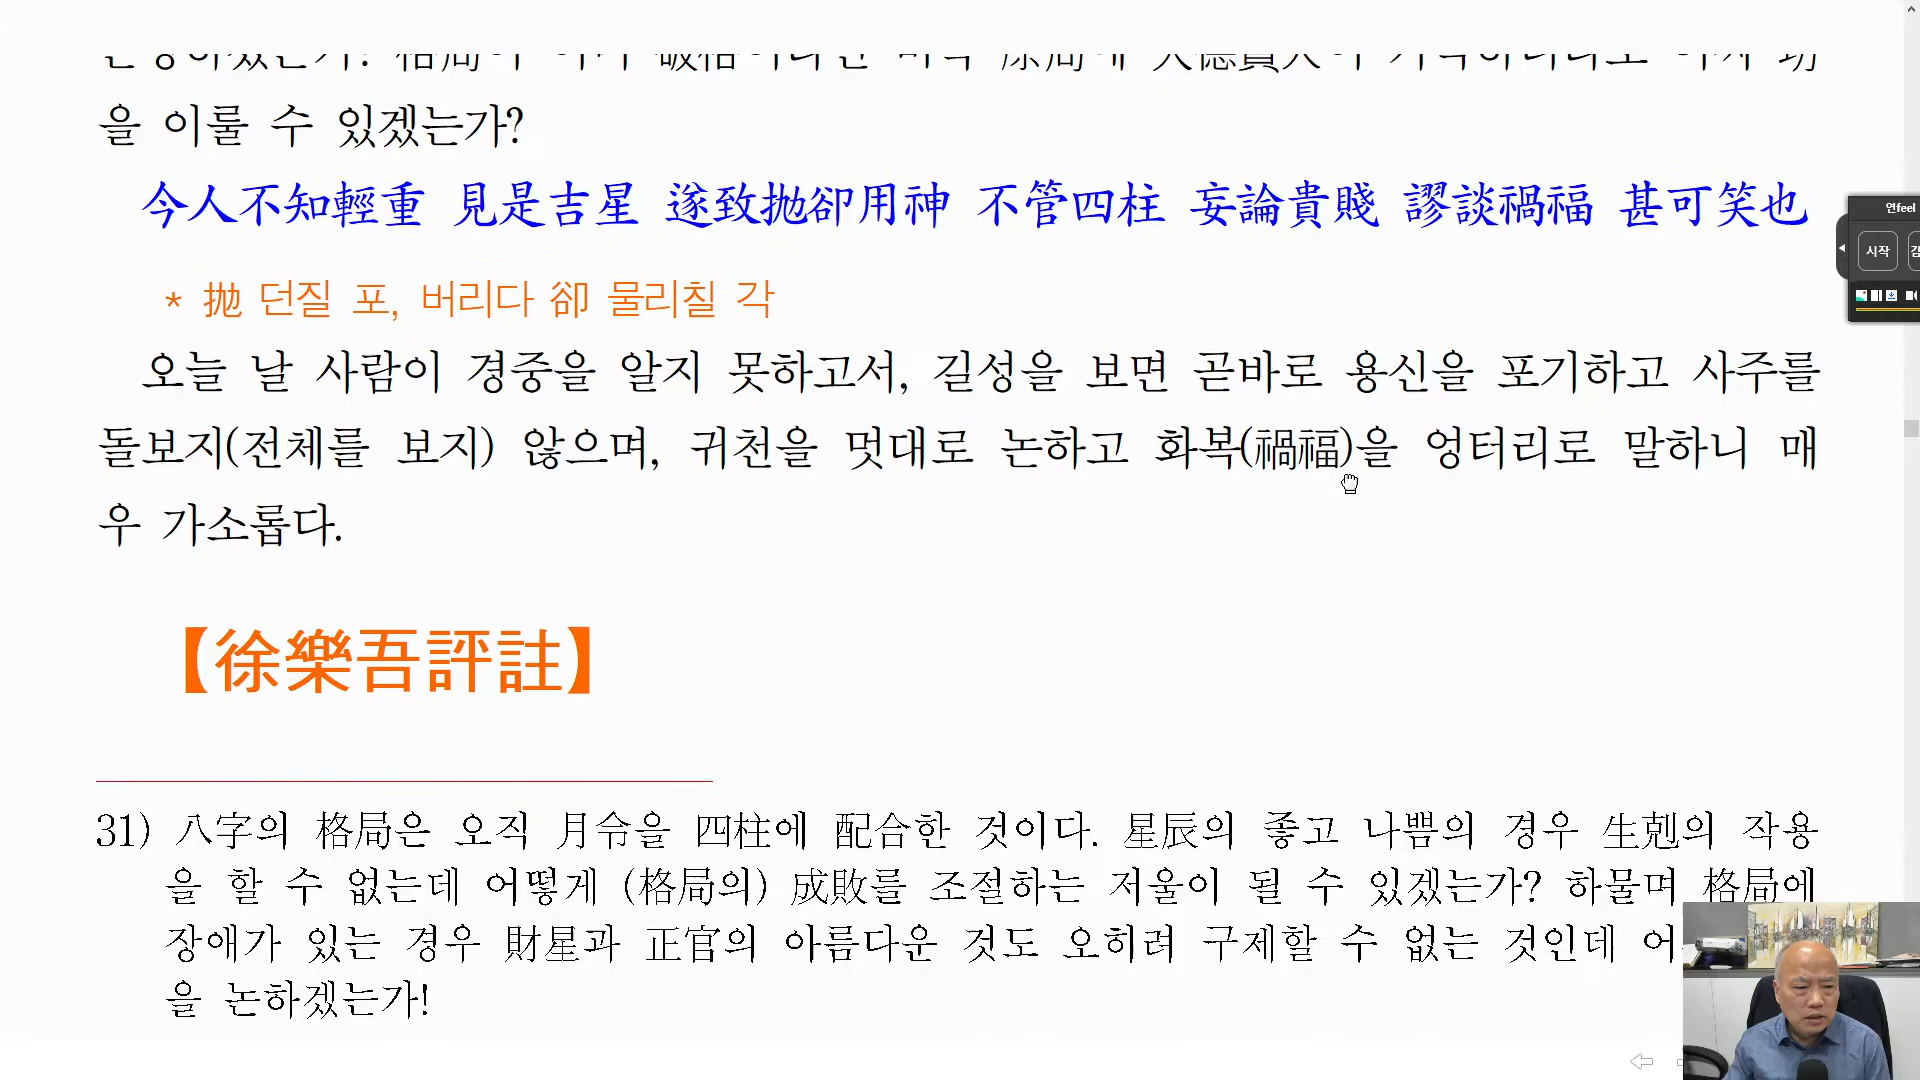 을 이룰 수 있겠는가?
今人不知輕重 見是吉星 遂致抛卻用神 不管四柱 妄論貴賤 謬談禍福 甚可笑也
* 抛 던질 포, 버리다 卻 물리칠 각
오늘 날 사람이 경중을 알지 못하고서, 길성을 보면 곧바로 용신을 포기하고 사주를
돌보지(전체를 보지) 않으며, 귀천을 멋대로 논하고 화복(禍福)을 엉터리로 말하니 매
우 가소롭다.
【徐樂吾評註】
31) 八字의 格局은 오직 月令을 四柱에 配合한 것이다. 星辰의 좋고 나쁨의 경우 生剋의 작용
을 할 수 없는데 어떻게 (格局의) 成敗를 조절하는 저울이 될 수 있겠는가? 하물며 格局에
장애가 있는 경우 財星과 正官의 아름다운 것도 오히려 구제할 수 없는 것인데 어
을 논하겠는가!
연feel
시작